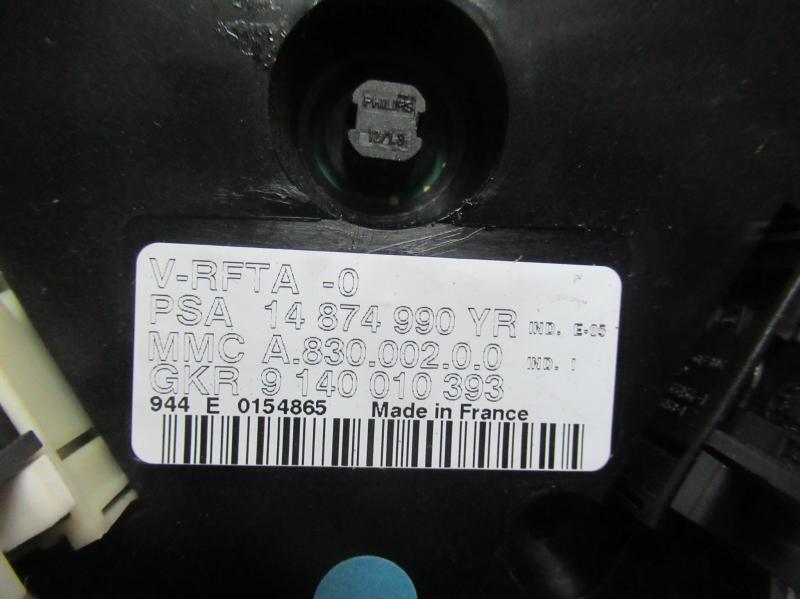 PHILIPS
V-RFTA -0
PSA 14 874 990 YR IND. E-05
MMC A.830.002.0.0 IND. I
GKR 9 140 010 393
944 E 0154865 Made in France